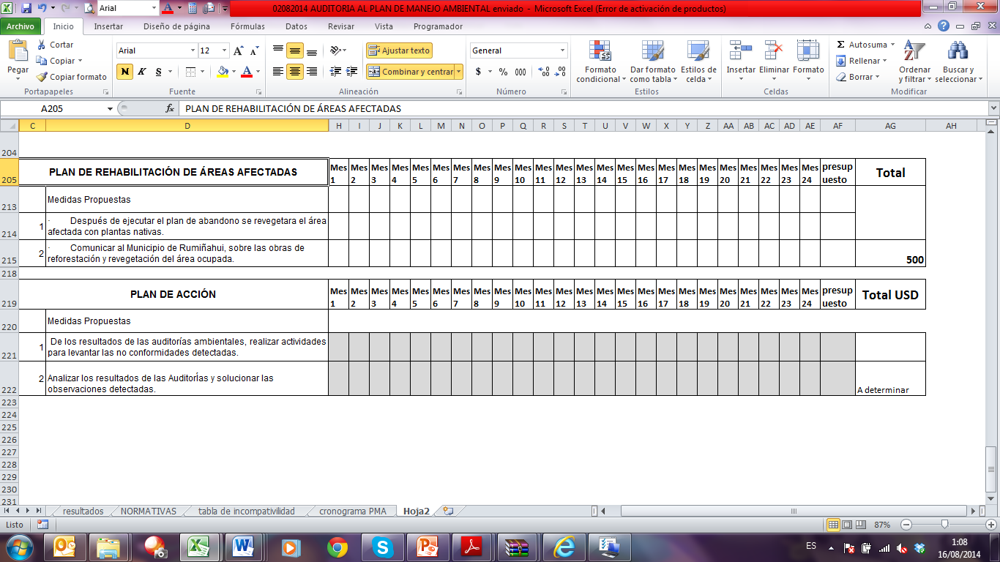 02082014 AUDITORIA AL PLAN DE MANEJO AMBIENTAL enviado - Microsoft Excel (Error de activación de productos)
Arial
Archivo Inicio Insertar Diseño de página Fórmulas Datos Revisar Vista Programador
Pegar
Cortar
Copiar
Copiar formato
Portapapeles
Arial 12
N K S
Fuente
Ajustar texto
Combinar y centrar
Alineación
General
$ % 000
Número
Formato condicional
Dar formato como tabla
Estilos de celda
Estilos
Insertar Eliminar Formato
Celdas
Σ Autosuma
Rellenar
Borrar
Ordenar y filtrar
Buscar y seleccionar
Modificar
A205 fx PLAN DE REHABILITACIÓN DE ÁREAS AFECTADAS
C D H I J K L M N O P Q R S T U V W X Y Z AA AB AC AD AE AF AG AH
204
205 PLAN DE REHABILITACIÓN DE ÁREAS AFECTADAS Mes 1 Mes 2 Mes 3 Mes 4 Mes 5 Mes 6 Mes 7 Mes 8 Mes 9 Mes 10 Mes 11 Mes 12 Mes 13 Mes 14 Mes 15 Mes 16 Mes 17 Mes 18 Mes 19 Mes 20 Mes 21 Mes 22 Mes 23 Mes 24 presup uesto Total
213 Medidas Propuestas
214 1 · Después de ejecutar el plan de abandono se revegetara el área
afectada con plantas nativas.
215 2 · Comunicar al Municipio de Rumiñahui, sobre las obras de
reforestación y revegetación del área ocupada. 500
218
219 PLAN DE ACCIÓN Mes 1 Mes 2 Mes 3 Mes 4 Mes 5 Mes 6 Mes 7 Mes 8 Mes 9 Mes 10 Mes 11 Mes 12 Mes 13 Mes 14 Mes 15 Mes 16 Mes 17 Mes 18 Mes 19 Mes 20 Mes 21 Mes 22 Mes 23 Mes 24 presup uesto Total USD
220 Medidas Propuestas
221 1 De los resultados de las auditorías ambientales, realizar actividades
para levantar las no conformidades detectadas.
222 2 Analizar los resultados de las Auditorías y solucionar las
observaciones detectadas. A determinar
223
224
225
226
227
228
229
230
231
resultados NORMATIVAS tabla de incompativilidad cronograma PMA Hoja2
Listo 87%
ES 1:08
16/08/2014